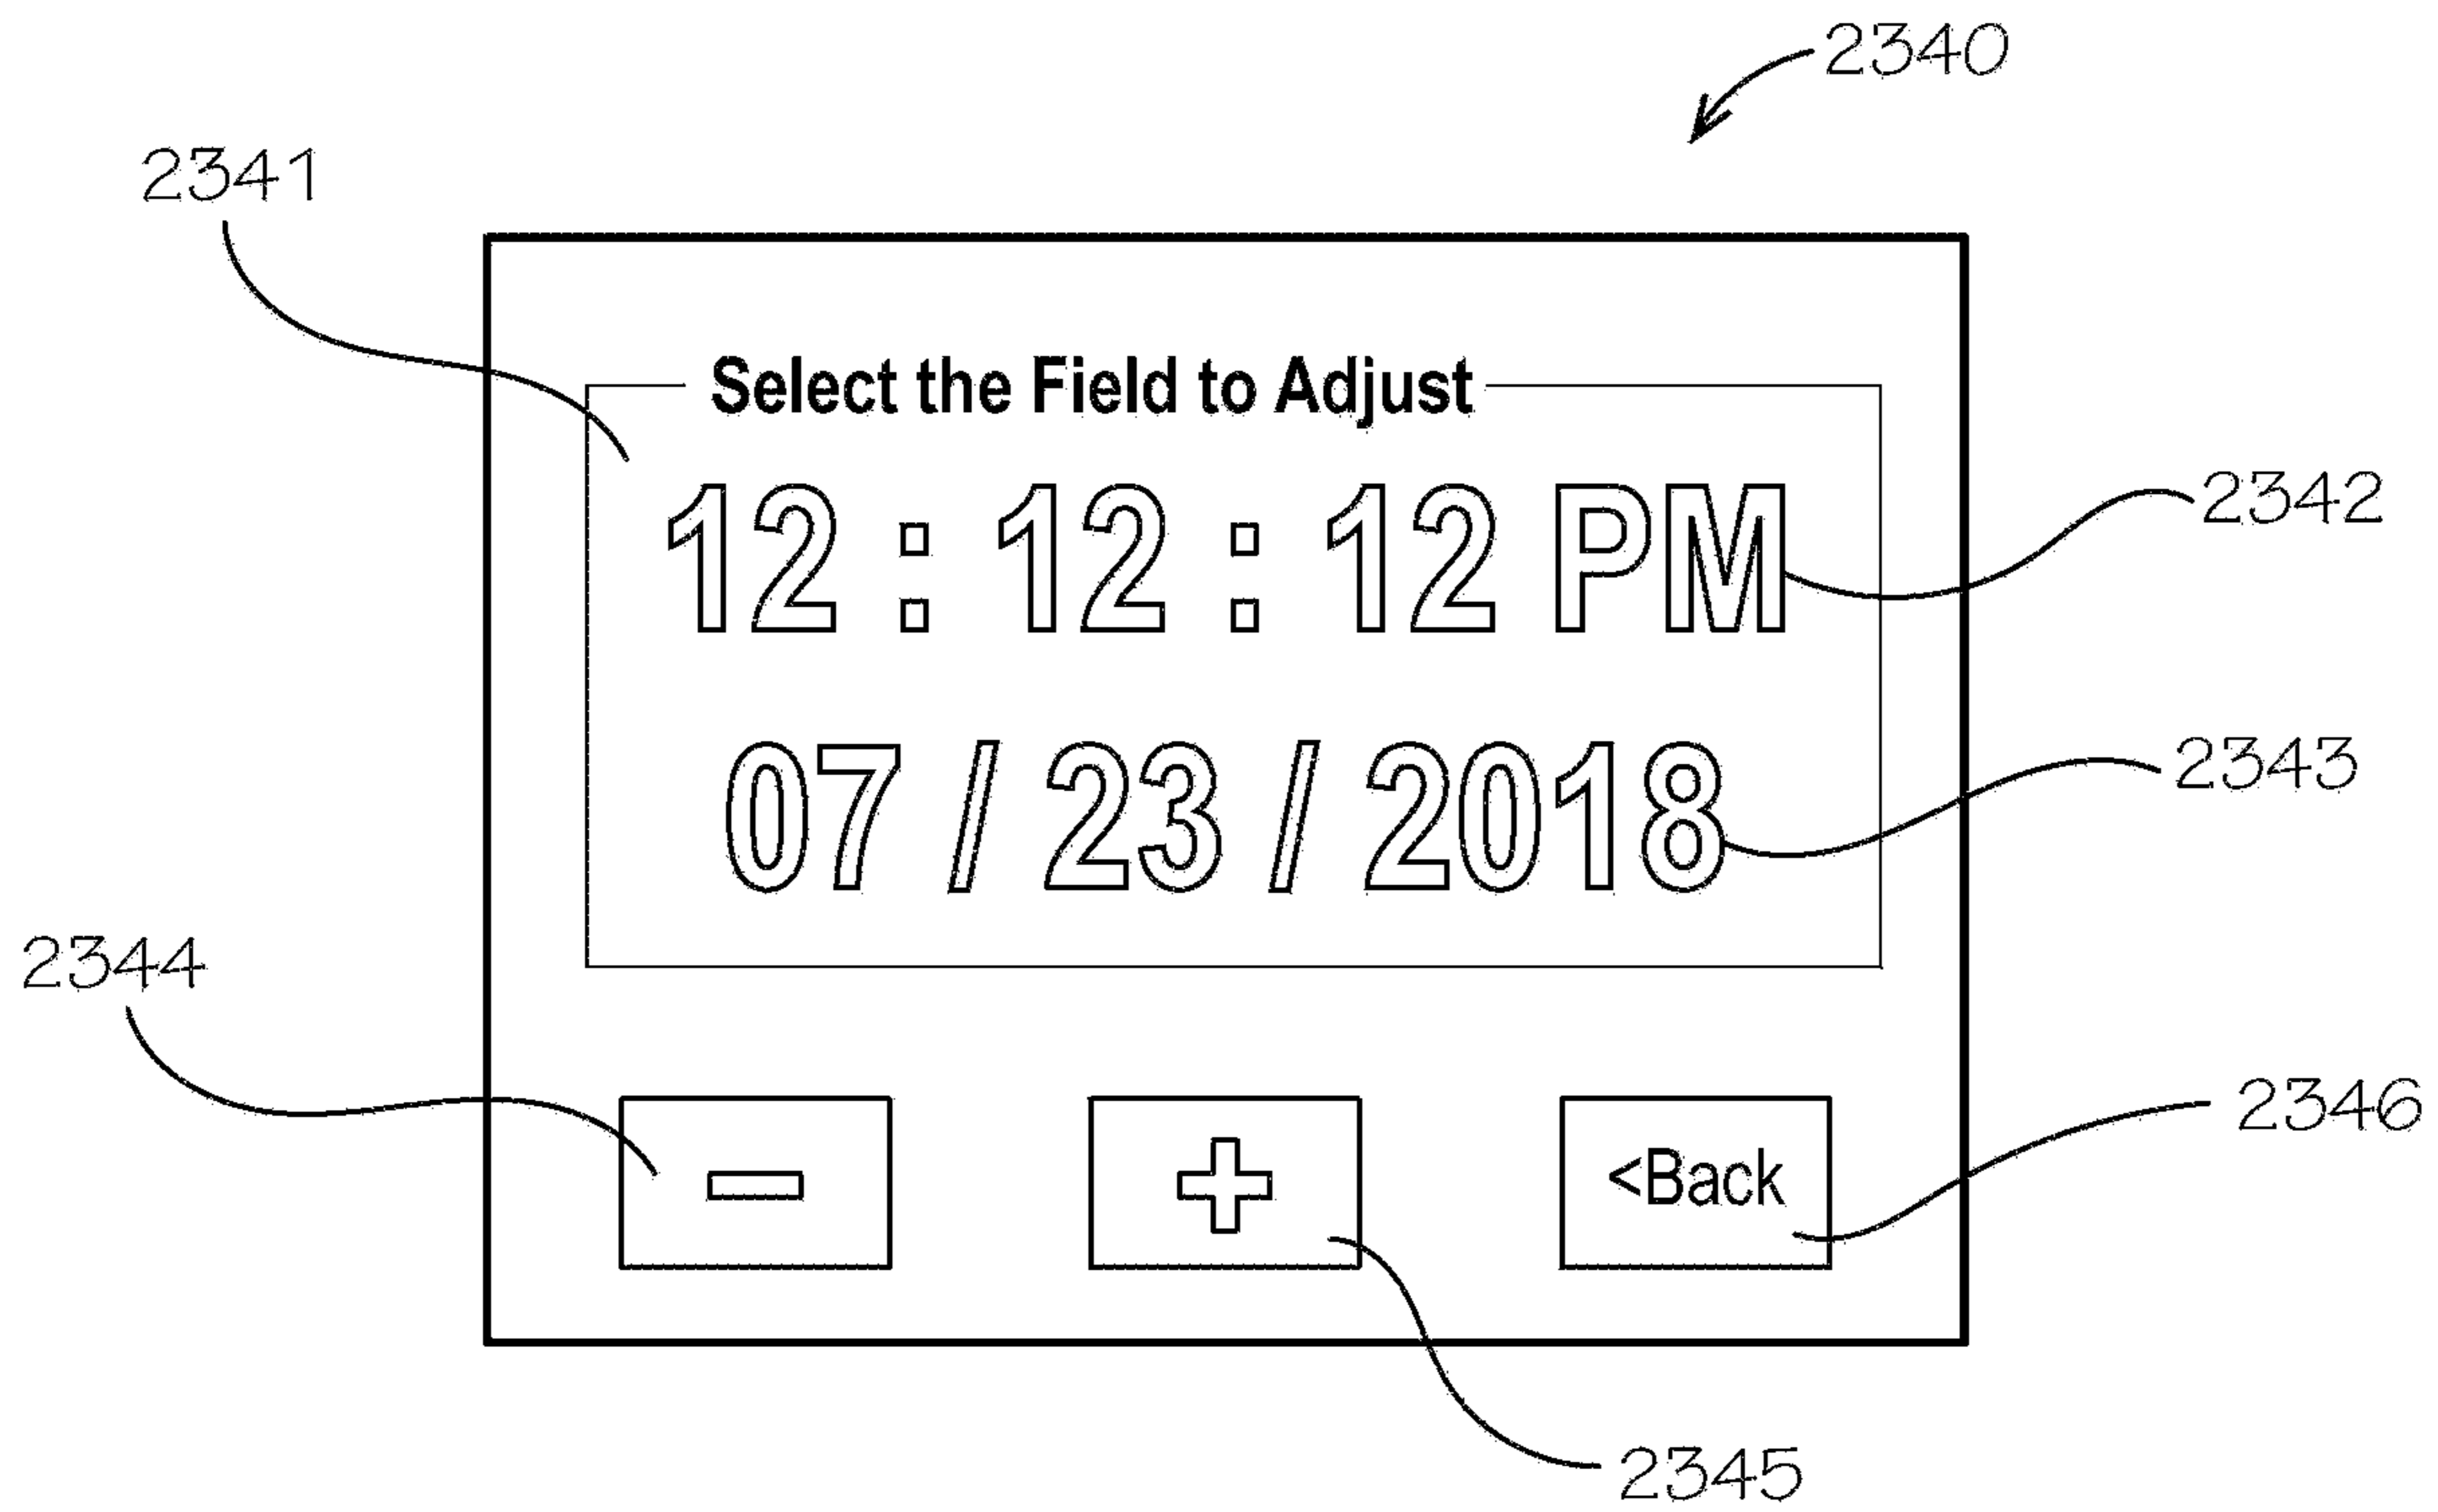 2340
2341
Select the Field to Adjust
12 : 12 : 12 PM
2342
07 / 23 / 2018
2343
2344
<Back
2346
2345